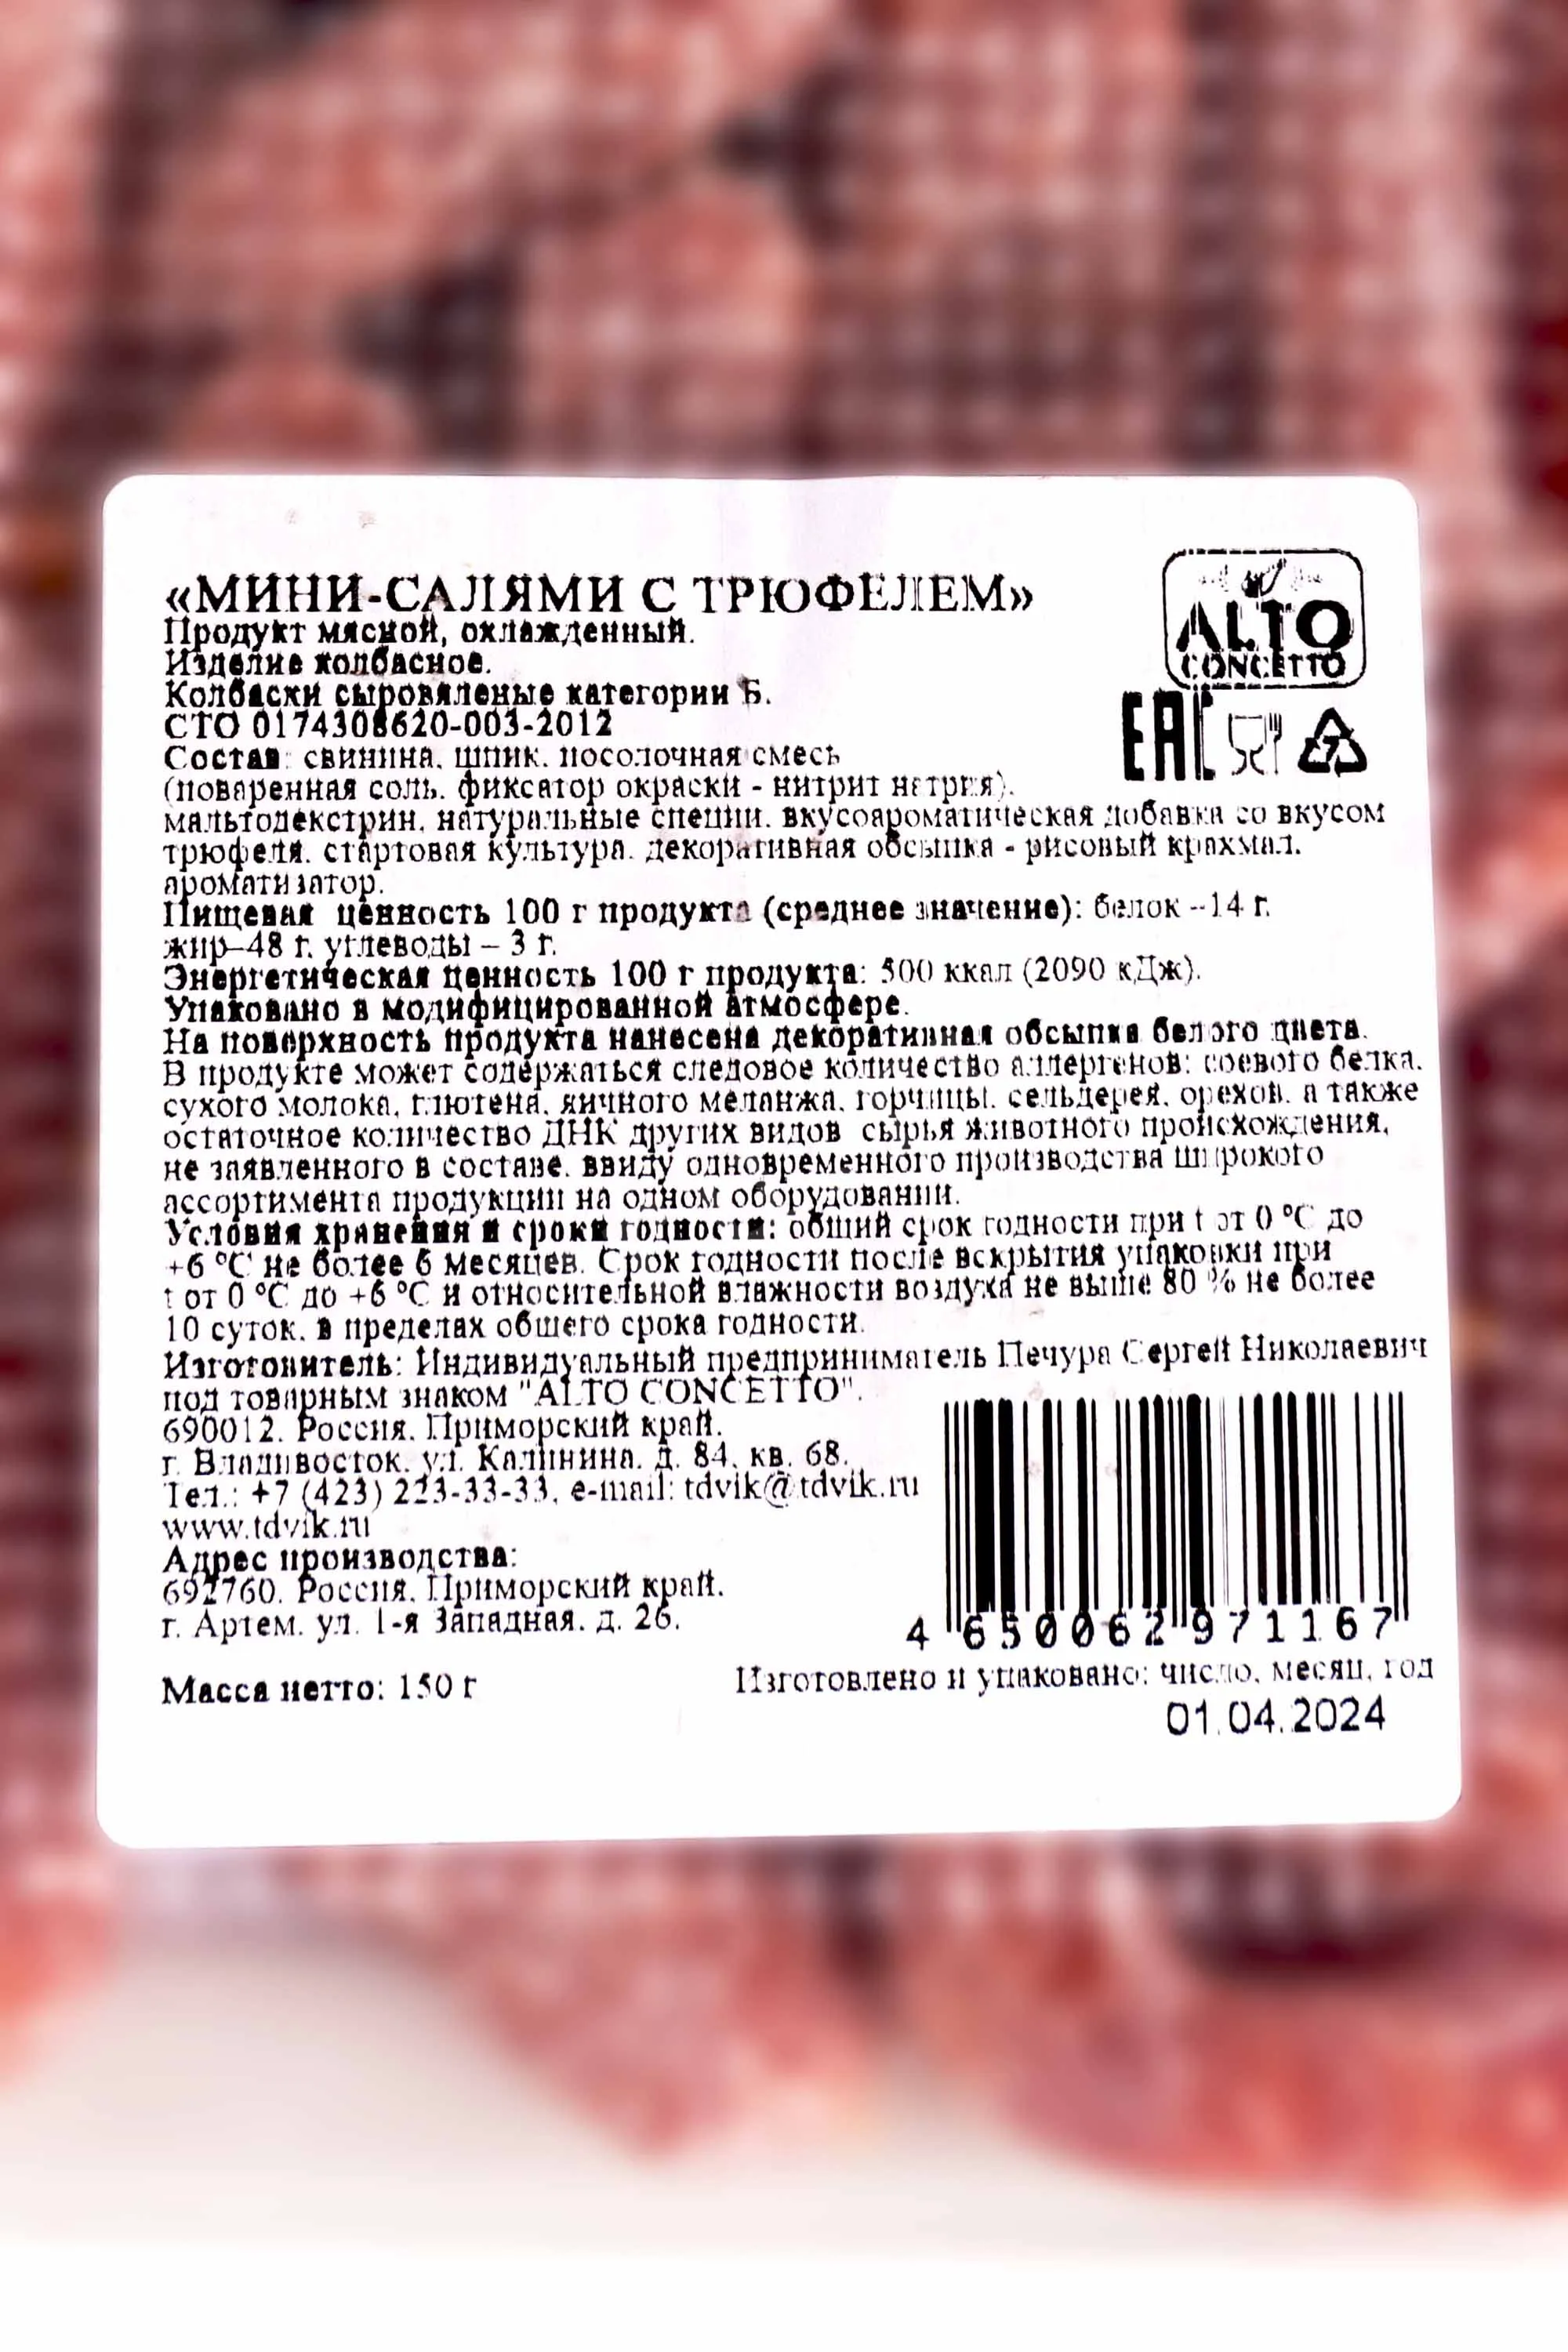 «МИНИ-САЛЯМИ С ТРЮФЕЛЕМ»
ALTO
CONCETTO
Продукт мясной, охлажденный.
Изделие колбасное.
Колбаски сыровяленые категории Б.
СТО 0174308620-003-2012
EAC
7
Состав: свинина, шпик, посолочная смесь
(поваренная соль, фиксатор окраски - нитрит натрия),
мальтодекстрин, натуральные специи, вкусоароматическая добавка со вкусом
трюфеля, стартовая культура, декоративная обсыпка - рисовый крахмал,
ароматизатор.
Пищевая ценность 100 г продукта (среднее значение): белок –14 г,
жир–48 г, углеводы – 3 г.
Энергетическая ценность 100 г продукта: 500 ккал (2090 кДж).
Упаковано в модифицированной атмосфере.
На поверхность продукта нанесена декоративная обсыпка белого цвета.
В продукте может содержаться следовое количество аллергенов: соевого белка,
сухого молока, глютена, яичного меланжа, горчицы, сельдерея, орехов, а также
остаточное количество ДНК других видов сырья животного происхождения,
не заявленного в составе, ввиду одновременного производства широкого
ассортимента продукции на одном оборудовании.
Условия хранения и сроки годности: общий срок годности при t от 0 °С до
+6 °С не более 6 месяцев. Срок годности после вскрытия упаковки при
t от 0 °С до +6 °С и относительной влажности воздуха не выше 80 % не более
10 суток, в пределах общего срока годности.
Изготовитель: Индивидуальный предприниматель Печура Сергей Николаевич
под товарным знаком "ALTO CONCETTO".
690012, Россия, Приморский край,
г. Владивосток, ул. Калинина, д. 84, кв. 68.
Тел.: +7 (423) 223-33-33, e-mail: tdvik@tdvik.ru
www.tdvik.ru
Адрес производства:
692760, Россия, Приморский край,
г. Артем, ул. 1-я Западная, д. 26.
4 650062 971167
Масса нетто: 150 г
Изготовлено и упаковано: число, месяц, год
01.04.2024